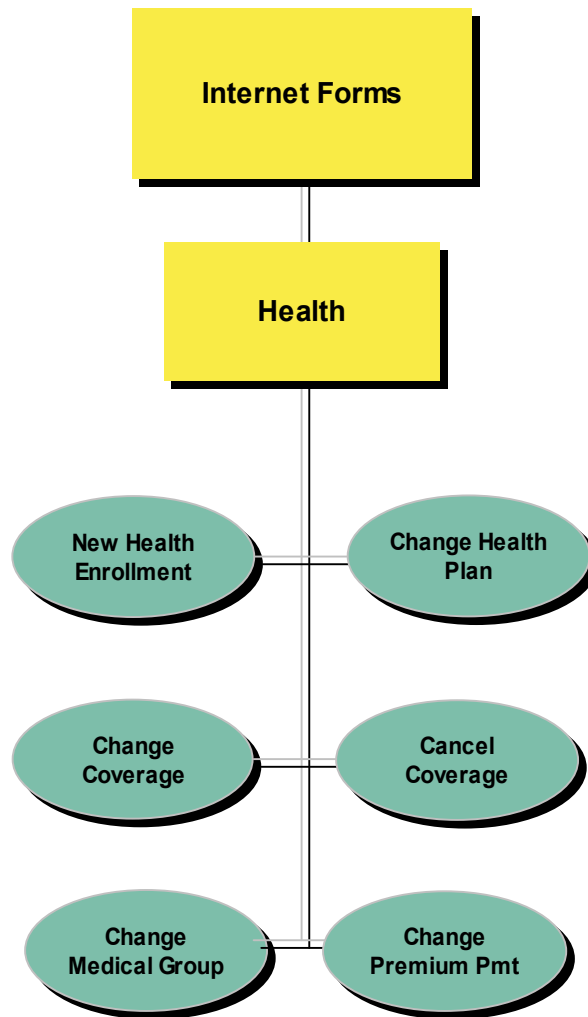 Internet Forms
Health
New Health
Enrollment
Change Health
Plan
Change
Coverage
Cancel
Coverage
Change
Medical Group
Change
Premium Pmt